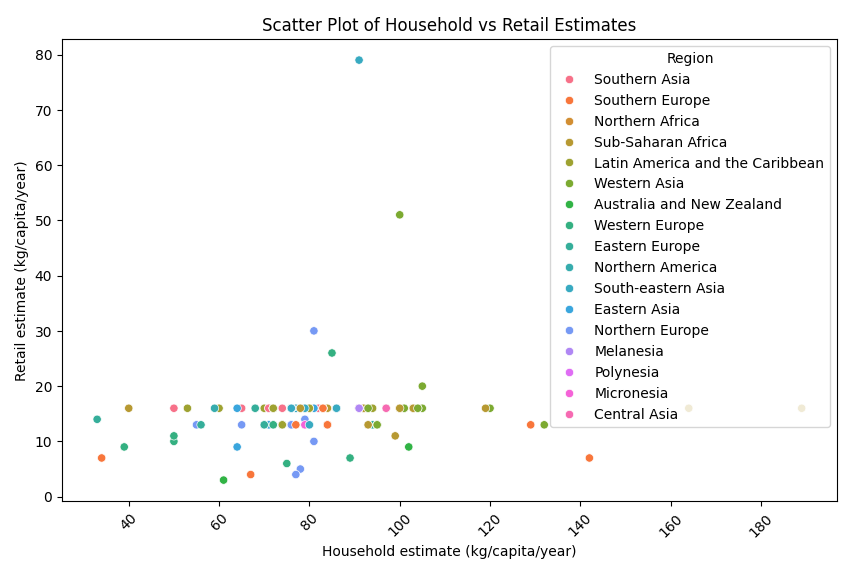 Scatter Plot of Household vs Retail Estimates
Retail estimate (kg/capita/year)
80
70
60
50
40
30
20
10
0
Region
Southern Asia
Southern Europe
Northern Africa
Sub-Saharan Africa
Latin America and the Caribbean
Western Asia
Australia and New Zealand
Western Europe
Eastern Europe
Northern America
South-eastern Asia
Eastern Asia
Northern Europe
Melanesia
Polynesia
Micronesia
Central Asia
40
60
80
100
120
140
160
180
Household estimate (kg/capita/year)